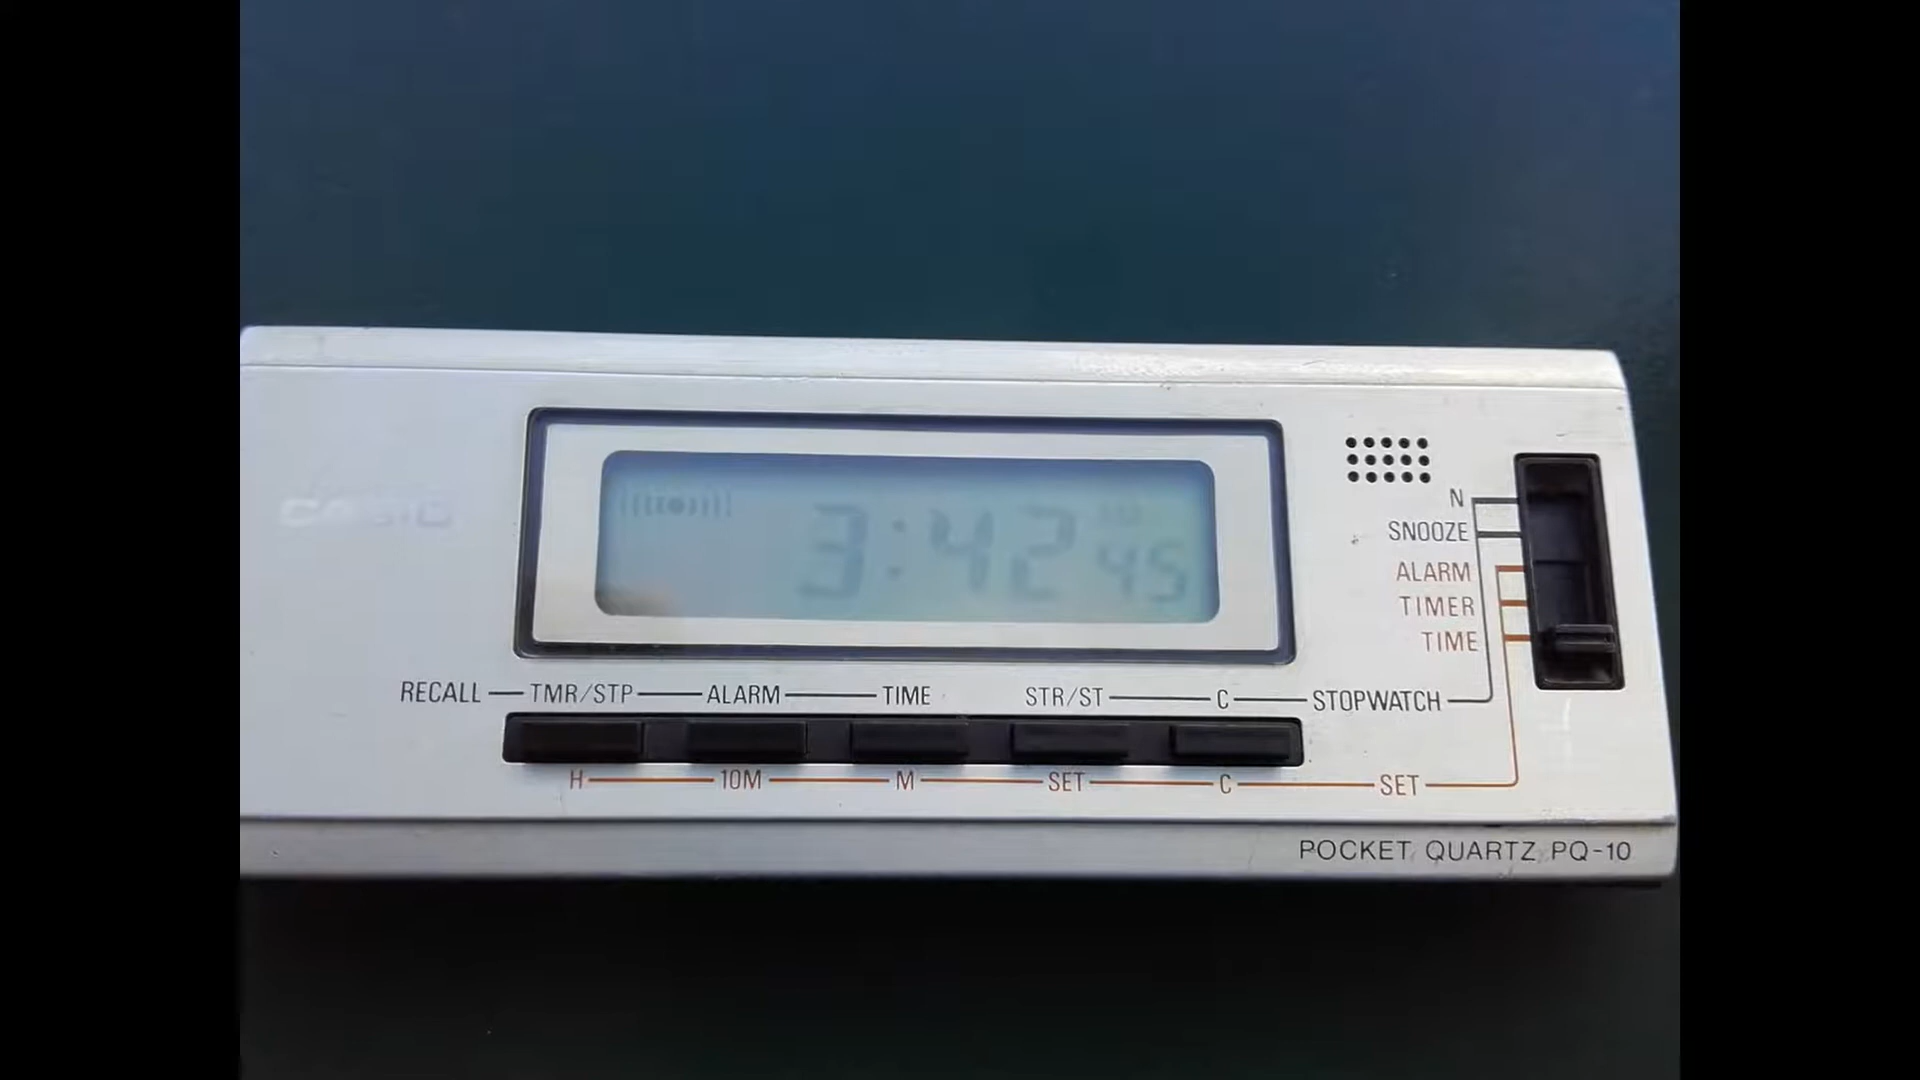 CASIO
3:42 45
N
SNOOZE
ALARM
TIMER
TIME
RECALL TMR/STP ALARM TIME STR/ST C STOPWATCH
H 10M M SET C SET
POCKET QUARTZ PQ-10